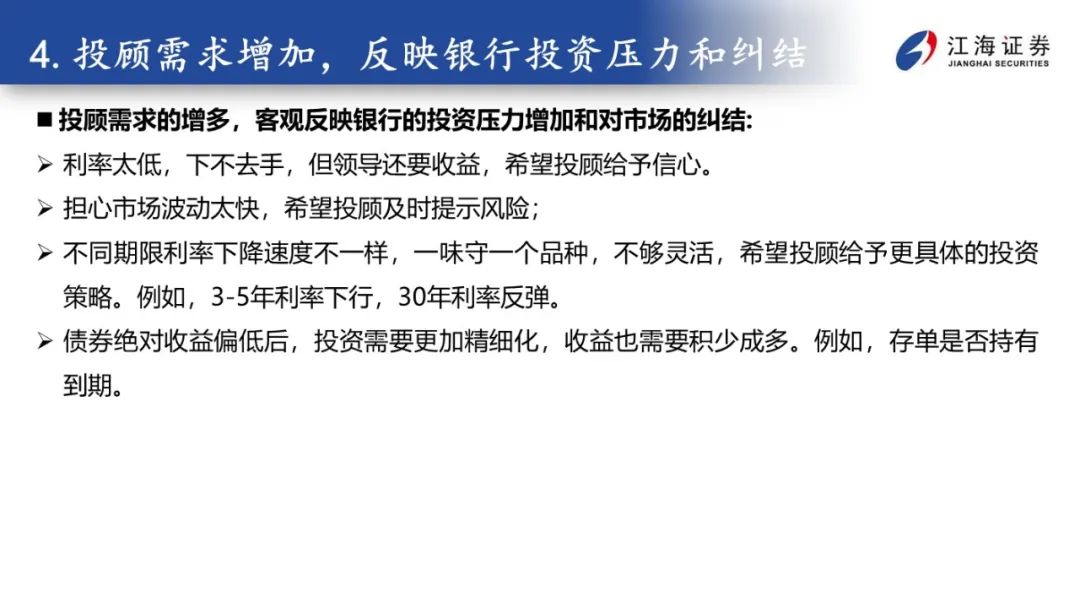 4. 投顾需求增加，反映银行投资压力和纠结
江海证券
JIANGHAI SECURITIES
■ 投顾需求的增多，客观反映银行的投资压力增加和对市场的纠结:
➢ 利率太低，下不去手，但领导还要收益，希望投顾给予信心。
➢ 担心市场波动太快，希望投顾及时提示风险；
➢ 不同期限利率下降速度不一样，一味守一个品种，不够灵活，希望投顾给予更具体的投资
策略。例如，3-5年利率下行，30年利率反弹。
➢ 债券绝对收益偏低后，投资需要更加精细化，收益也需要积少成多。例如，存单是否持有
到期。